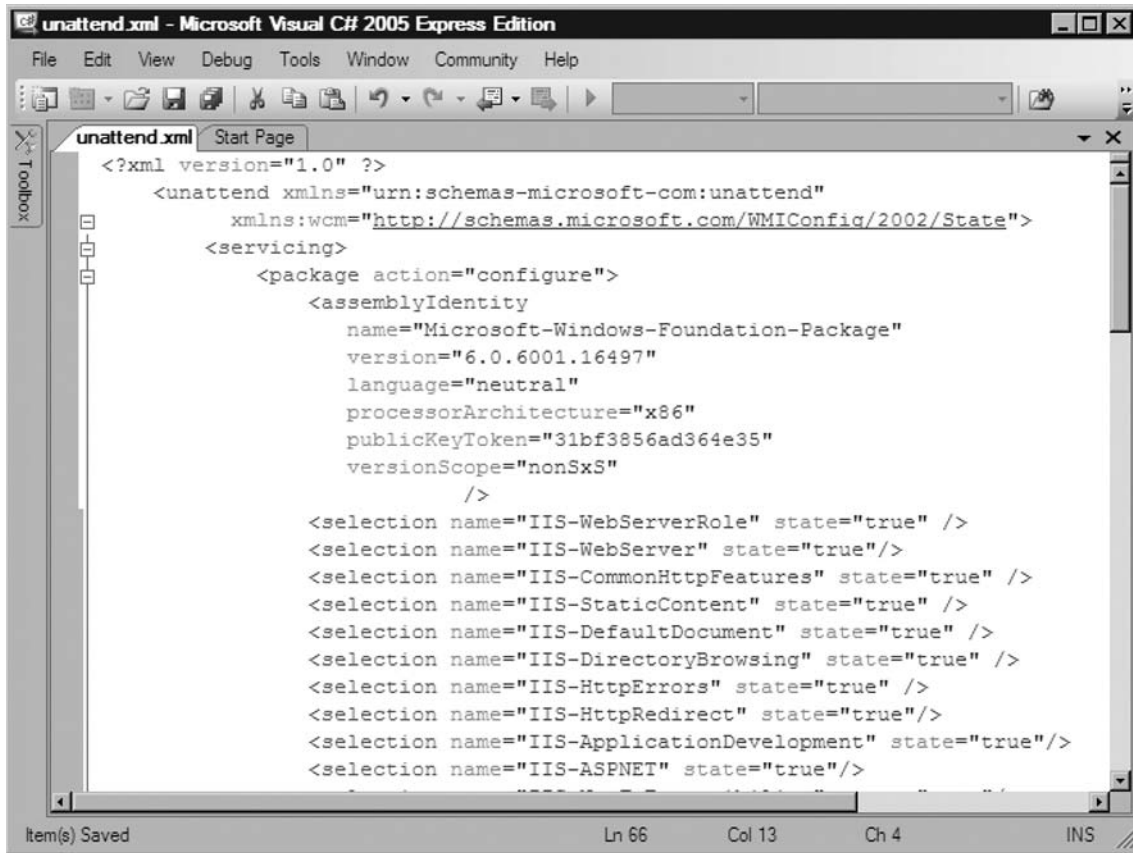 unattend.xml - Microsoft Visual C# 2005 Express Edition
File Edit View Debug Tools Window Community Help
Toolbox
unattend.xml Start Page
<?xml version="1.0" ?>
<unattend xmlns="urn:schemas-microsoft-com:unattend"
xmlns:wcm="http://schemas.microsoft.com/WMIConfig/2002/State">
<servicing>
<package action="configure">
<assemblyIdentity
name="Microsoft-Windows-Foundation-Package"
version="6.0.6001.16497"
language="neutral"
processorArchitecture="x86"
publicKeyToken="31bf3856ad364e35"
versionScope="nonSxS"
/>
<selection name="IIS-WebServerRole" state="true" />
<selection name="IIS-WebServer" state="true"/>
<selection name="IIS-CommonHttpFeatures" state="true" />
<selection name="IIS-StaticContent" state="true" />
<selection name="IIS-DefaultDocument" state="true" />
<selection name="IIS-DirectoryBrowsing" state="true" />
<selection name="IIS-HttpErrors" state="true" />
<selection name="IIS-HttpRedirect" state="true"/>
<selection name="IIS-ApplicationDevelopment" state="true"/>
<selection name="IIS-ASPNET" state="true"/>
Item(s) Saved Ln 66 Col 13 Ch 4 INS